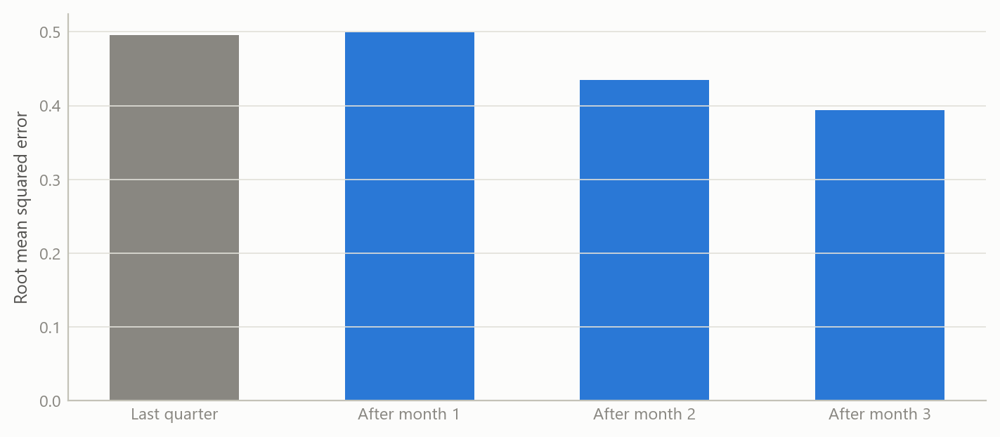 Root mean squared error
0.5
0.4
0.3
0.2
0.1
0.0
Last quarter
After month 1
After month 2
After month 3